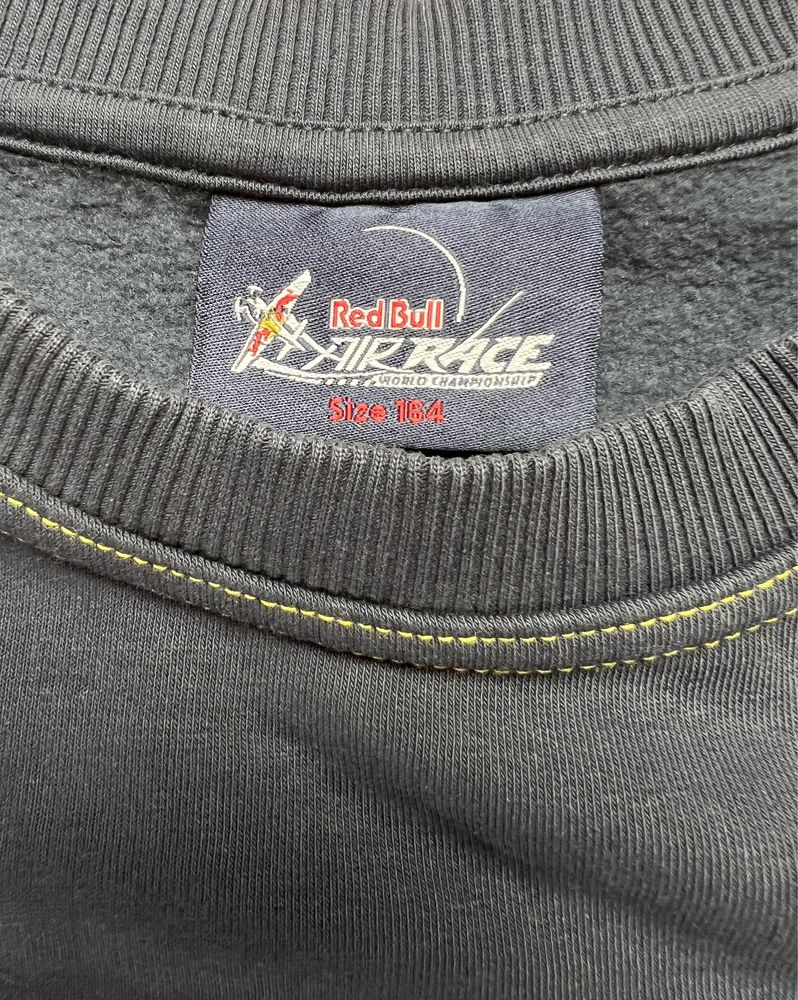 Red Bull
AIR RACE
WORLD CHAMPIONSHIP
Size 164